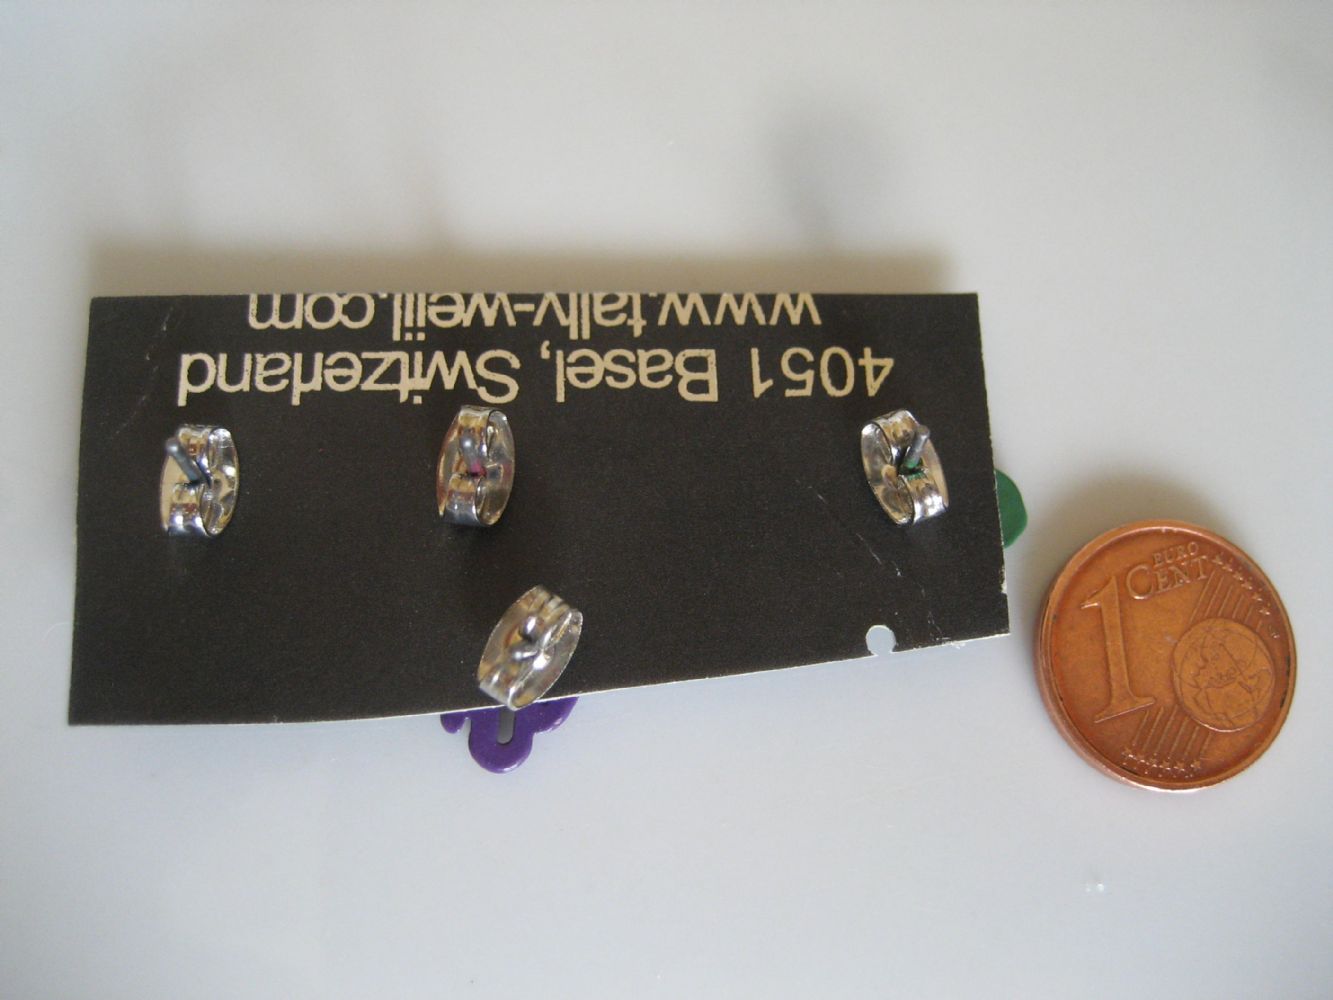 4051 Basel, Switzerland
www.tally-weijl.com
1
EURO
CENT